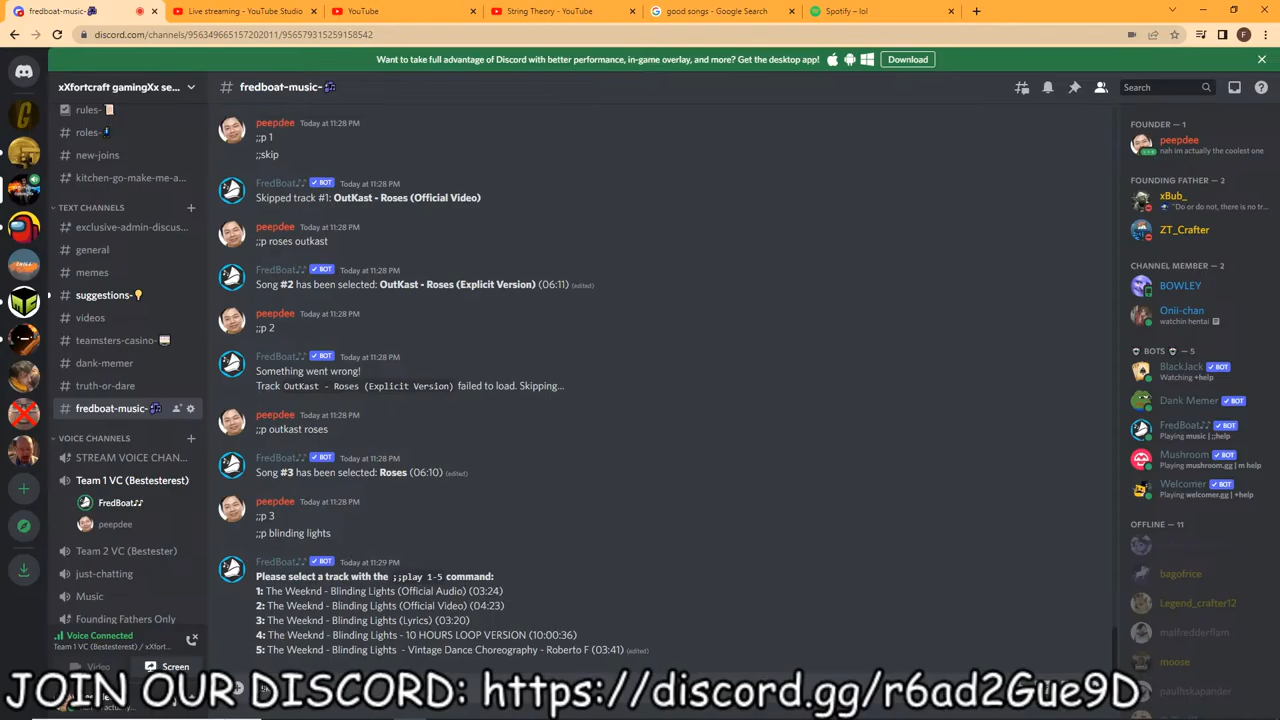 fredboat-music-
Live streaming - YouTube Studio
YouTube
String Theory - YouTube
good songs - Google Search
Spotify – lol
discord.com/channels/956349665157202011/956579315259158542
F
Want to take full advantage of Discord with better performance, in-game overlay, and more? Get the desktop app!
Download
xXfortcraft gamingXx se...
fredboat-music-
Search
rules-
roles-
new-joins
kitchen-go-make-me-a...
TEXT CHANNELS
exclusive-admin-discus...
general
memes
suggestions-
videos
teamsters-casino-
dank-memer
truth-or-dare
fredboat-music-
VOICE CHANNELS
STREAM VOICE CHAN...
Team 1 VC (Bestesterest)
FredBoat♪♪
peepdee
Team 2 VC (Bestester)
just-chatting
Music
Founding Fathers Only
Voice Connected
Team 1 VC (Bestesterest) / xXfort...
Video
Screen
peepdee Today at 11:28 PM
;;p 1
;;skip
FredBoat♪♪ BOT Today at 11:28 PM
Skipped track #1: OutKast - Roses (Official Video)
peepdee Today at 11:28 PM
;;p roses outkast
FredBoat♪♪ BOT Today at 11:28 PM
Song #2 has been selected: OutKast - Roses (Explicit Version) (06:11) (edited)
peepdee Today at 11:28 PM
;;p 2
FredBoat♪♪ BOT Today at 11:28 PM
Something went wrong!
Track OutKast - Roses (Explicit Version) failed to load. Skipping...
peepdee Today at 11:28 PM
;;p outkast roses
FredBoat♪♪ BOT Today at 11:28 PM
Song #3 has been selected: Roses (06:10) (edited)
peepdee Today at 11:28 PM
;;p 3
;;p blinding lights
FredBoat♪♪ BOT Today at 11:29 PM
Please select a track with the ;;play 1-5 command:
1: The Weeknd - Blinding Lights (Official Audio) (03:24)
2: The Weeknd - Blinding Lights (Official Video) (04:23)
3: The Weeknd - Blinding Lights (Lyrics) (03:20)
4: The Weeknd - Blinding Lights - 10 HOURS LOOP VERSION (10:00:36)
5: The Weeknd - Blinding Lights - Vintage Dance Choreography - Roberto F (03:41) (edited)
FOUNDER — 1
peepdee
nah im actually the coolest one
FOUNDING FATHER — 2
xBub_
"Do or do not, there is no tr...
ZT_Crafter
CHANNEL MEMBER — 2
BOWLEY
Onii-chan
watchin hentai
BOTS — 5
BlackJack BOT
Watching +help
Dank Memer BOT
FredBoat♪♪ BOT
Playing music | ;;help
Mushroom BOT
Playing mushroom.gg | m help
Welcomer BOT
Playing welcomer.gg | +help
OFFLINE — 11
bagofrice
Legend_crafter12
malfredderflam
moose
paulhskapander
JOIN OUR DISCORD: https://discord.gg/r6ad2Gue9D